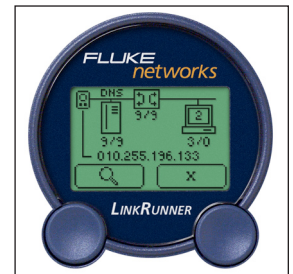 FLUKE
networks
DNS
2
9/9
9/9
3/0
010.255.196.133
X
LINKRUNNER